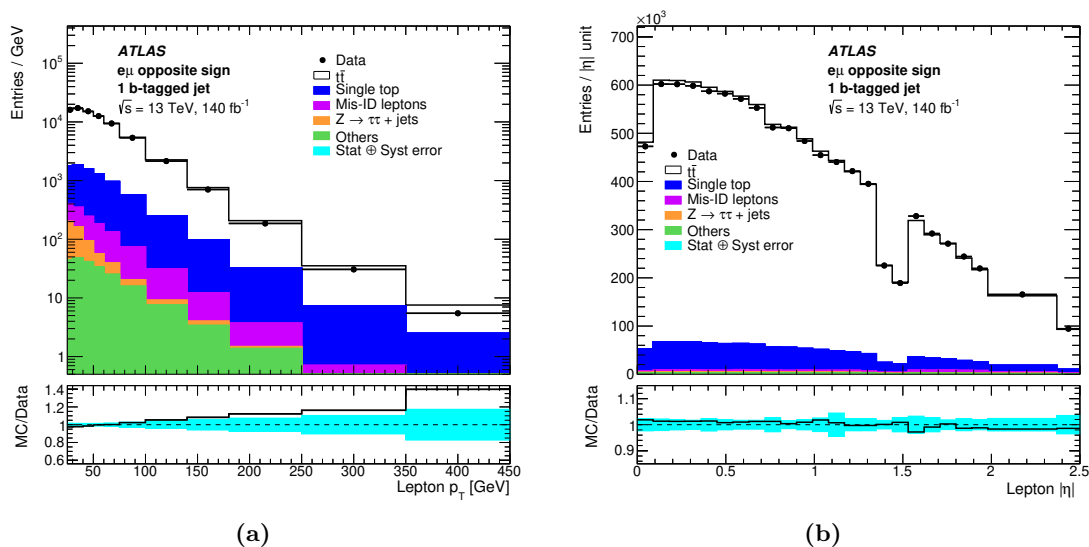 Entries / GeV
10⁵
10⁴
10³
10²
10
1
ATLAS
eμ opposite sign
1 b-tagged jet
√s = 13 TeV, 140 fb⁻¹
Data
tt̄
Single top
Mis-ID leptons
Z → ττ + jets
Others
Stat ⊕ Syst error
MC/Data
1.4
1.2
1
0.8
0.6
50 100 150 200 250 300 350 400 450
Lepton p_T [GeV]
(a)
×10³
Entries / |η| unit
700
600
500
400
300
200
100
0
ATLAS
eμ opposite sign
1 b-tagged jet
√s = 13 TeV, 140 fb⁻¹
Data
tt̄
Single top
Mis-ID leptons
Z → ττ + jets
Others
Stat ⊕ Syst error
MC/Data
1.1
1
0.9
0 0.5 1 1.5 2 2.5
Lepton |η|
(b)